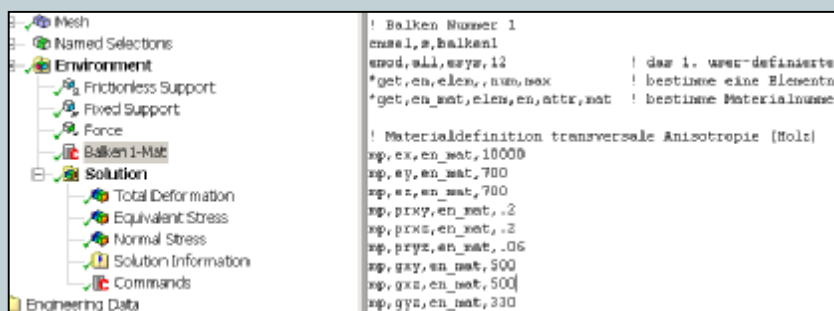 Mesh
Named Selections
Environment
Frictionless Support
Fixed Support
Force
Balken 1-Mat
Solution
Total Deformation
Equivalent Stress
Normal Stress
Solution Information
Commands
Engineering Data
! Balken Nummer 1
cmsel,s,balken1
emod,all,esys,12 ! das 1. user-definierte
*get,en,elem,,num,max ! bestimme eine Elementn
*get,en_mat,elem,en,attr,mat ! bestimme Materialnumme
! Materialdefinition transversale Anisotropie (Holz)
mp,ex,en_mat,10000
mp,ey,en_mat,700
mp,ez,en_mat,700
mp,prxy,en_mat,.2
mp,prxz,en_mat,.2
mp,pryz,en_mat,.06
mp,gxy,en_mat,500
mp,gxz,en_mat,500
mp,gyz,en_mat,330